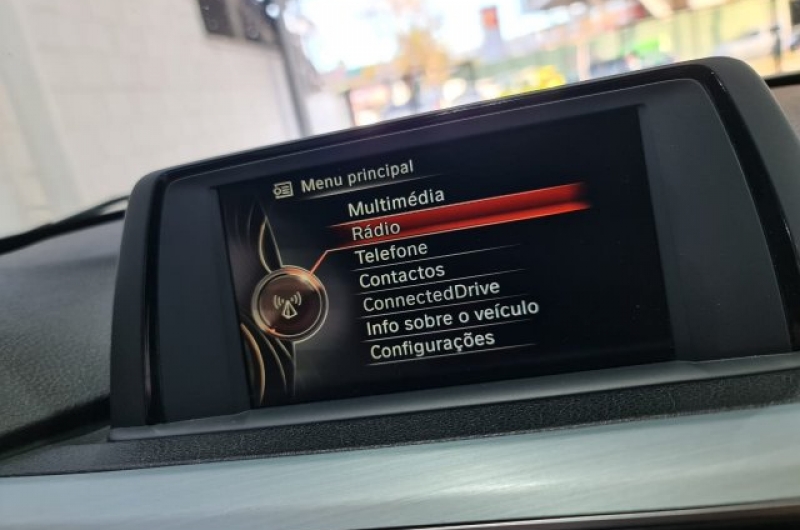 Menu principal
Multimédia
Rádio
Telefone
Contactos
ConnectedDrive
Info sobre o veículo
Configurações